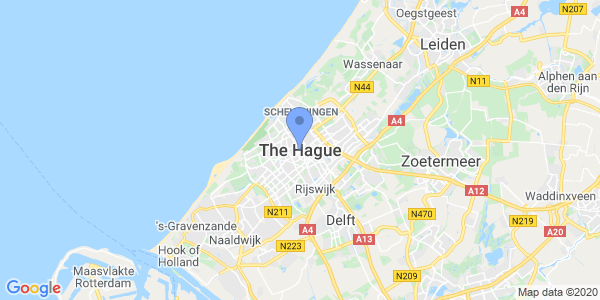 Oegstgeest
A4
N207
Leiden
Wassenaar
N11
Alphen aan
den Rijn
N44
SCHEVENINGEN
A4
The Hague
Zoetermeer
Rijswijk
A12
Waddinxveen
N211
Delft
N470
N219
's-Gravenzande
A4
A20
Naaldwijk
A13
Hook of
Holland
N223
Maasvlakte
Rotterdam
N209
Google
Map data ©2020